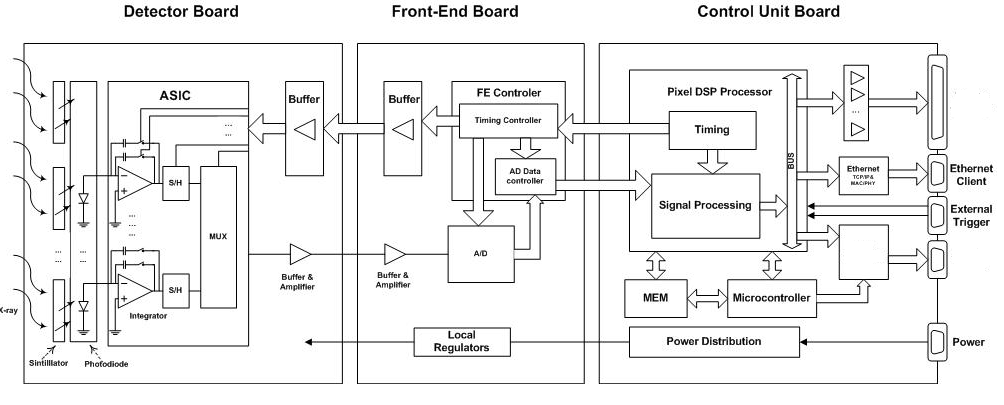 Detector Board
Front-End Board
Control Unit Board
ASIC
Buffer
Buffer
FE Controler
Timing Controller
AD Data
controller
Pixel DSP Processor
Timing
Signal Processing
BUS
...
Ethernet
TCP/IP&
MAC/PHY
Ethernet
Client
External
Trigger
...
...
S/H
MUX
...
...
...
...
...
...
S/H
Integrator
Buffer &
Amplifier
Buffer &
Amplifier
A/D
MEM
Microcontroller
X-ray
Sintillator
Photodiode
Local
Regulators
Power Distribution
Power